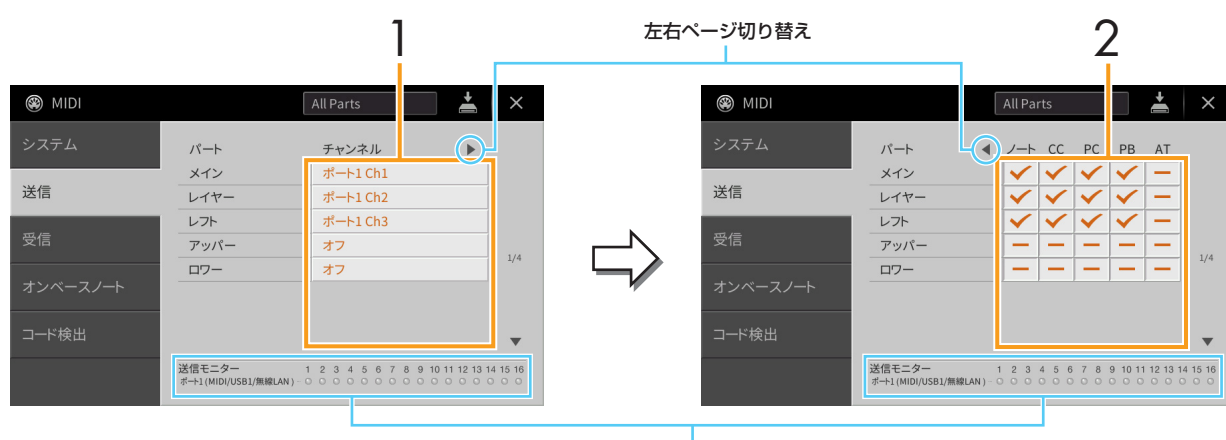 1
左右ページ切り替え
2
MIDI
All Parts
システム
送信
受信
オンベースノート
コード検出
パート
チャンネル
メイン
ポート1 Ch1
レイヤー
ポート1 Ch2
レフト
ポート1 Ch3
アッパー
オフ
ロワー
オフ
1/4
送信モニター 1 2 3 4 5 6 7 8 9 10 11 12 13 14 15 16
ポート1 (MIDI/USB1/無線LAN)
MIDI
All Parts
システム
送信
受信
オンベースノート
コード検出
パート
ノート CC PC PB AT
メイン
レイヤー
レフト
アッパー
ロワー
1/4
送信モニター 1 2 3 4 5 6 7 8 9 10 11 12 13 14 15 16
ポート1 (MIDI/USB1/無線LAN)